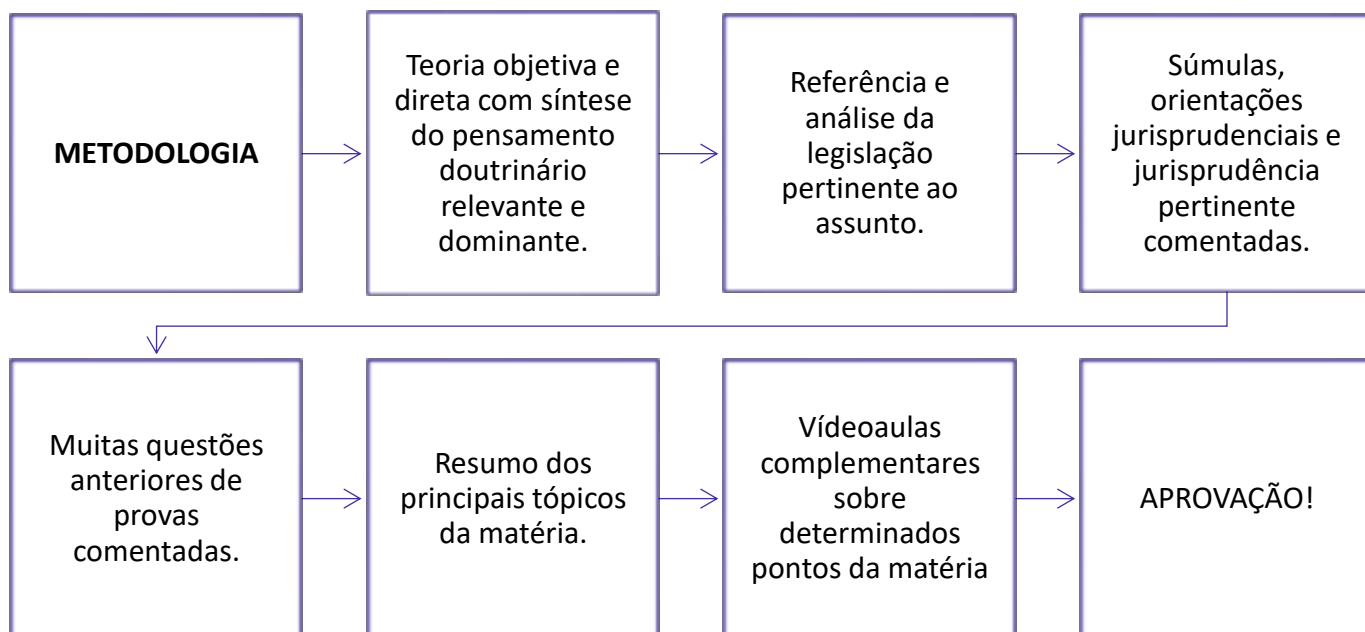 METODOLOGIA
Teoria objetiva e
direta com síntese
do pensamento
doutrinário
relevante e
dominante.
Referência e
análise da
legislação
pertinente ao
assunto.
Súmulas,
orientações
jurisprudenciais e
jurisprudência
pertinente
comentadas.
Muitas questões
anteriores de
provas
comentadas.
Resumo dos
principais tópicos
da matéria.
Vídeoaulas
complementares
sobre
determinados
pontos da matéria
APROVAÇÃO!